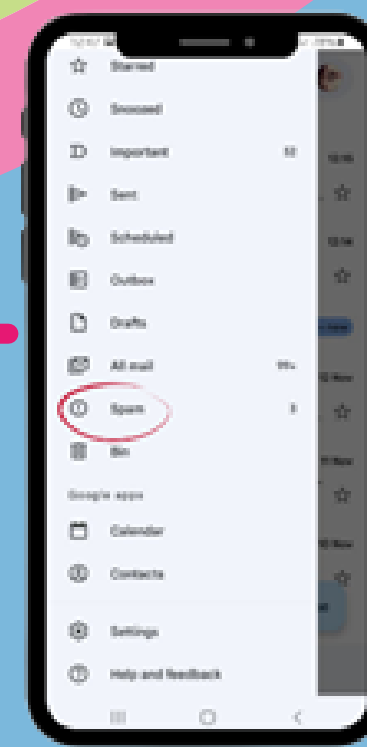 Starred
Snoozed
Important
Sent
Scheduled
Outbox
Drafts
All mail 99+
Spam
Bin
Google apps
Calendar
Contacts
Settings
Help and feedback